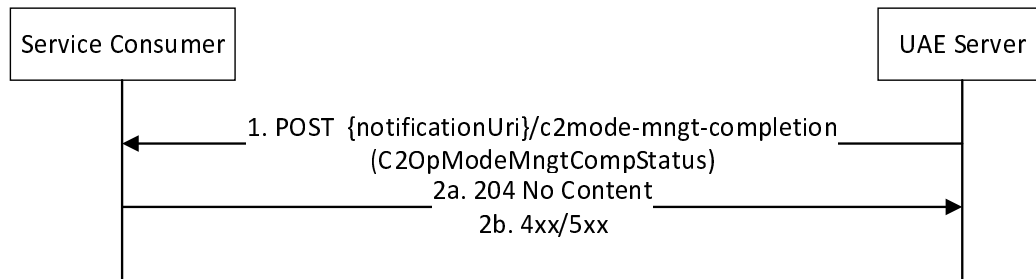 Service Consumer
UAE Server
1. POST {notificationUri}/c2mode-mngt-completion
(C2OpModeMngtCompStatus)
2a. 204 No Content
2b. 4xx/5xx